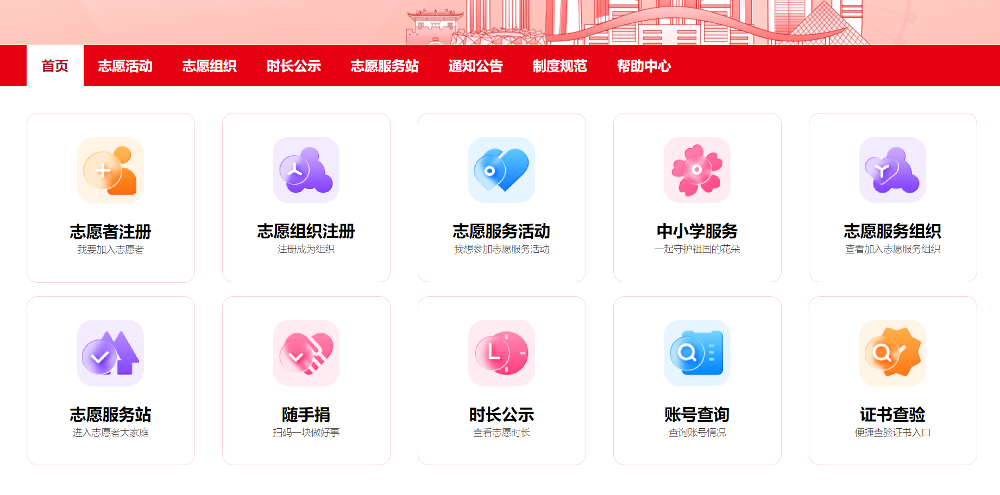 首页 志愿活动 志愿组织 时长公示 志愿服务站 通知公告 制度规范 帮助中心
志愿者注册
我要加入志愿者
志愿组织注册
注册成为组织
志愿服务活动
我想参加志愿服务活动
中小学服务
一起守护祖国的花朵
志愿服务组织
查看加入志愿服务组织
志愿服务站
进入志愿者大家庭
随手捐
扫码一块做好事
时长公示
查看志愿时长
账号查询
查询账号情况
证书查验
便捷查验证书入口